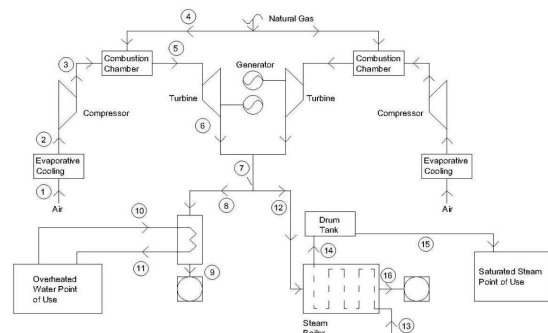 4
Natural Gas
3
Combustion
Chamber
5
Generator
Combustion
Chamber
Compressor
Turbine
Turbine
Compressor
2
6
Evaporative
Cooling
Evaporative
Cooling
1
7
Air
Air
10
8
12
Drum
Tank
14
15
11
Overheated
Water Point
of Use
9
16
Saturated Steam
Point of Use
Steam
Boiler
13